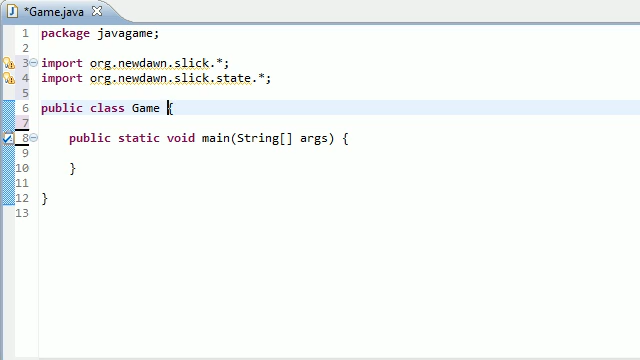 *Game.java
1 package javagame;
2
3 import org.newdawn.slick.*;
4 import org.newdawn.slick.state.*;
5
6 public class Game {
7
8 public static void main(String[] args) {
9
10 }
11
12 }
13